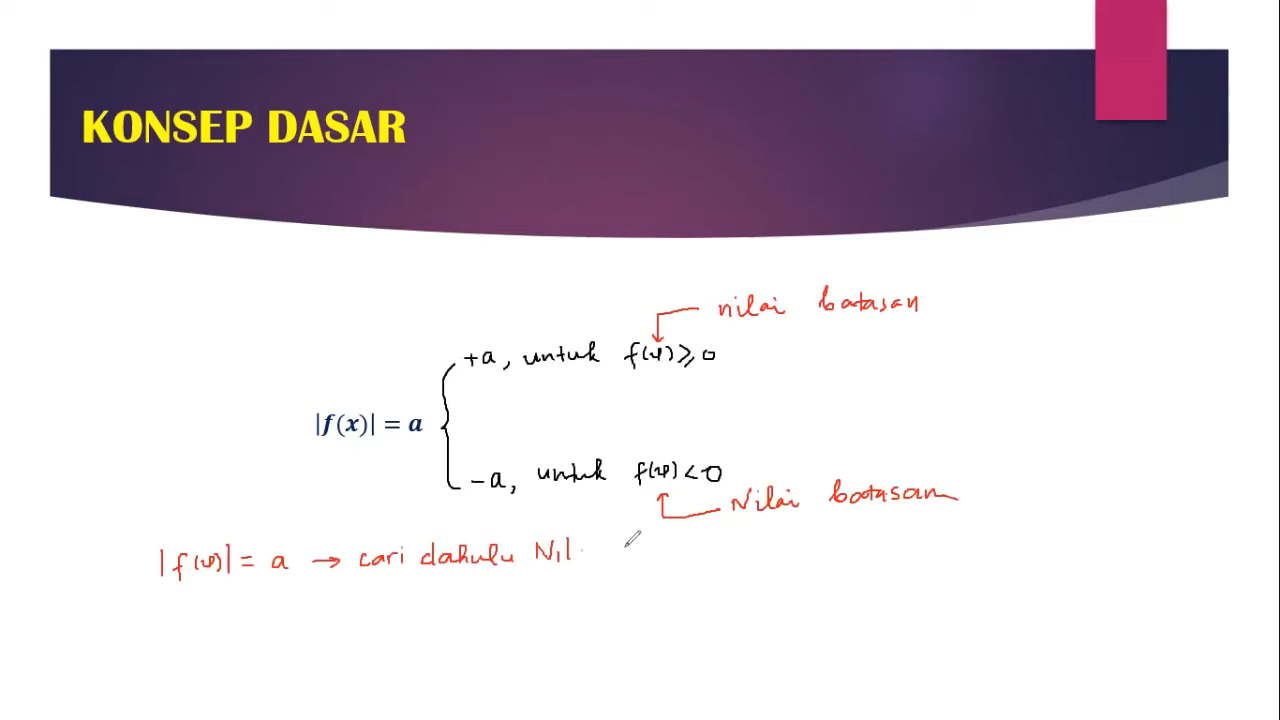 KONSEP DASAR
nilai batasan
+a, untuk f(x) ≥ 0
|f(x)| = a
-a, untuk f(x) < 0
Nilai batasan
|f(x)| = a → cari dahulu Nil